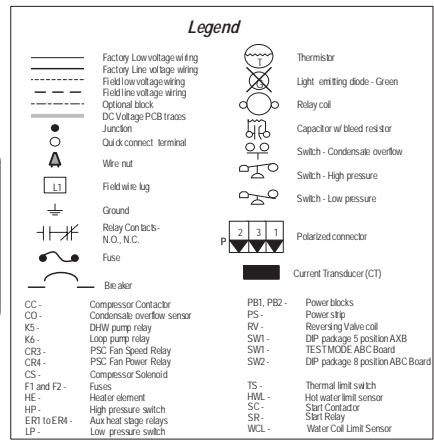 Legend
Factory Low voltage wiring
Factory Line voltage wiring
Field low voltage wiring
Field line voltage wiring
Optional block
DC Voltage PCB traces
Junction
Quick connect terminal
Wire nut
L1 Field wire lug
Ground
Relay Contacts-
N.O., N.C.
Fuse
Breaker
T Thermistor
G Light emitting diode - Green
Relay coil
Capacitor w/ bleed resistor
Switch - Condensate overflow
Switch - High pressure
Switch - Low pressure
P 2 3 1 Polarized connector
Current Transducer (CT)
CC - Compressor Contactor
CO - Condensate overflow sensor
K5 - DHW pump relay
K6 - Loop pump relay
CR3 - PSC Fan Speed Relay
CR4 - PSC Fan Power Relay
CS - Compressor Solenoid
F1 and F2 - Fuses
HE - Heater element
HP - High pressure switch
ER1 to ER4 - Aux heat stage relays
LP - Low pressure switch
PB1, PB2 - Power blocks
PS - Power strip
RV - Reversing Valve coil
SW1 - DIP package 5 position AXB
SW1 - TEST MODE ABC Board
SW2 - DIP package 8 position ABC Board
TS - Thermal limit switch
HWL - Hot water limit sensor
SC - Start Contactor
SR - Start Relay
WCL - Water Coil Limit Sensor